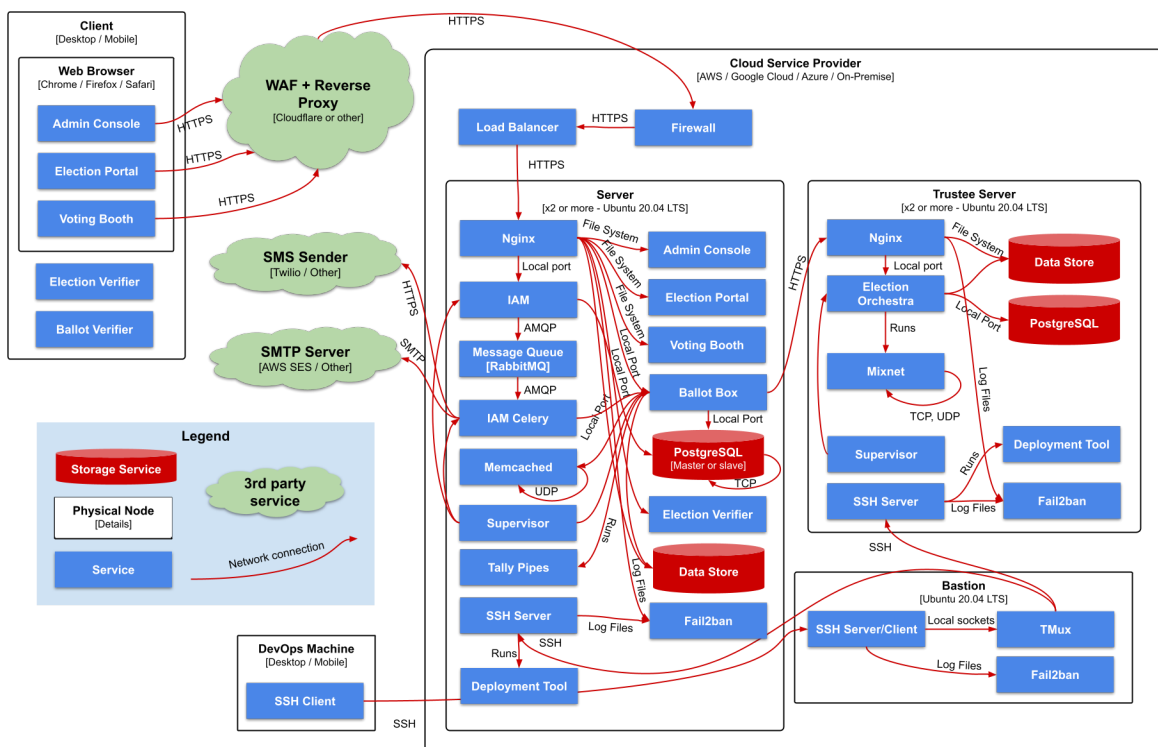 Client
[Desktop / Mobile]
Web Browser
[Chrome / Firefox / Safari]
Admin Console
Election Portal
Voting Booth
Election Verifier
Ballot Verifier
HTTPS
HTTPS
HTTPS
WAF + Reverse
Proxy
[Cloudflare or other]
HTTPS
SMS Sender
[Twilio / Other]
HTTPS
SMTP Server
[AWS SES / Other]
SMTP
Legend
Storage Service
3rd party
service
Physical Node
[Details]
Service
Network connection
DevOps Machine
[Desktop / Mobile]
SSH Client
SSH
Cloud Service Provider
[AWS / Google Cloud / Azure / On-Premise]
Load Balancer
HTTPS
Firewall
HTTPS
Server
[x2 or more - Ubuntu 20.04 LTS]
Nginx
Local port
IAM
AMQP
Message Queue
[RabbitMQ]
AMQP
IAM Celery
Memcached
UDP
Supervisor
Tally Pipes
SSH Server
Runs
Deployment Tool
File System
File System
File System
Local Port
Local Port
Local Port
Runs
Log Files
Log Files
SSH
Admin Console
Election Portal
Voting Booth
Ballot Box
Local Port
PostgreSQL
[Master or slave]
TCP
Election Verifier
Data Store
Fail2ban
HTTPS
Trustee Server
[x2 or more - Ubuntu 20.04 LTS]
Nginx
File System
Local port
Data Store
Election
Orchestra
Local Port
PostgreSQL
Runs
Mixnet
TCP, UDP
Log Files
Supervisor
Runs
Deployment Tool
SSH Server
Log Files
Fail2ban
SSH
Bastion
[Ubuntu 20.04 LTS]
SSH Server/Client
Local sockets
TMux
Log Files
Fail2ban